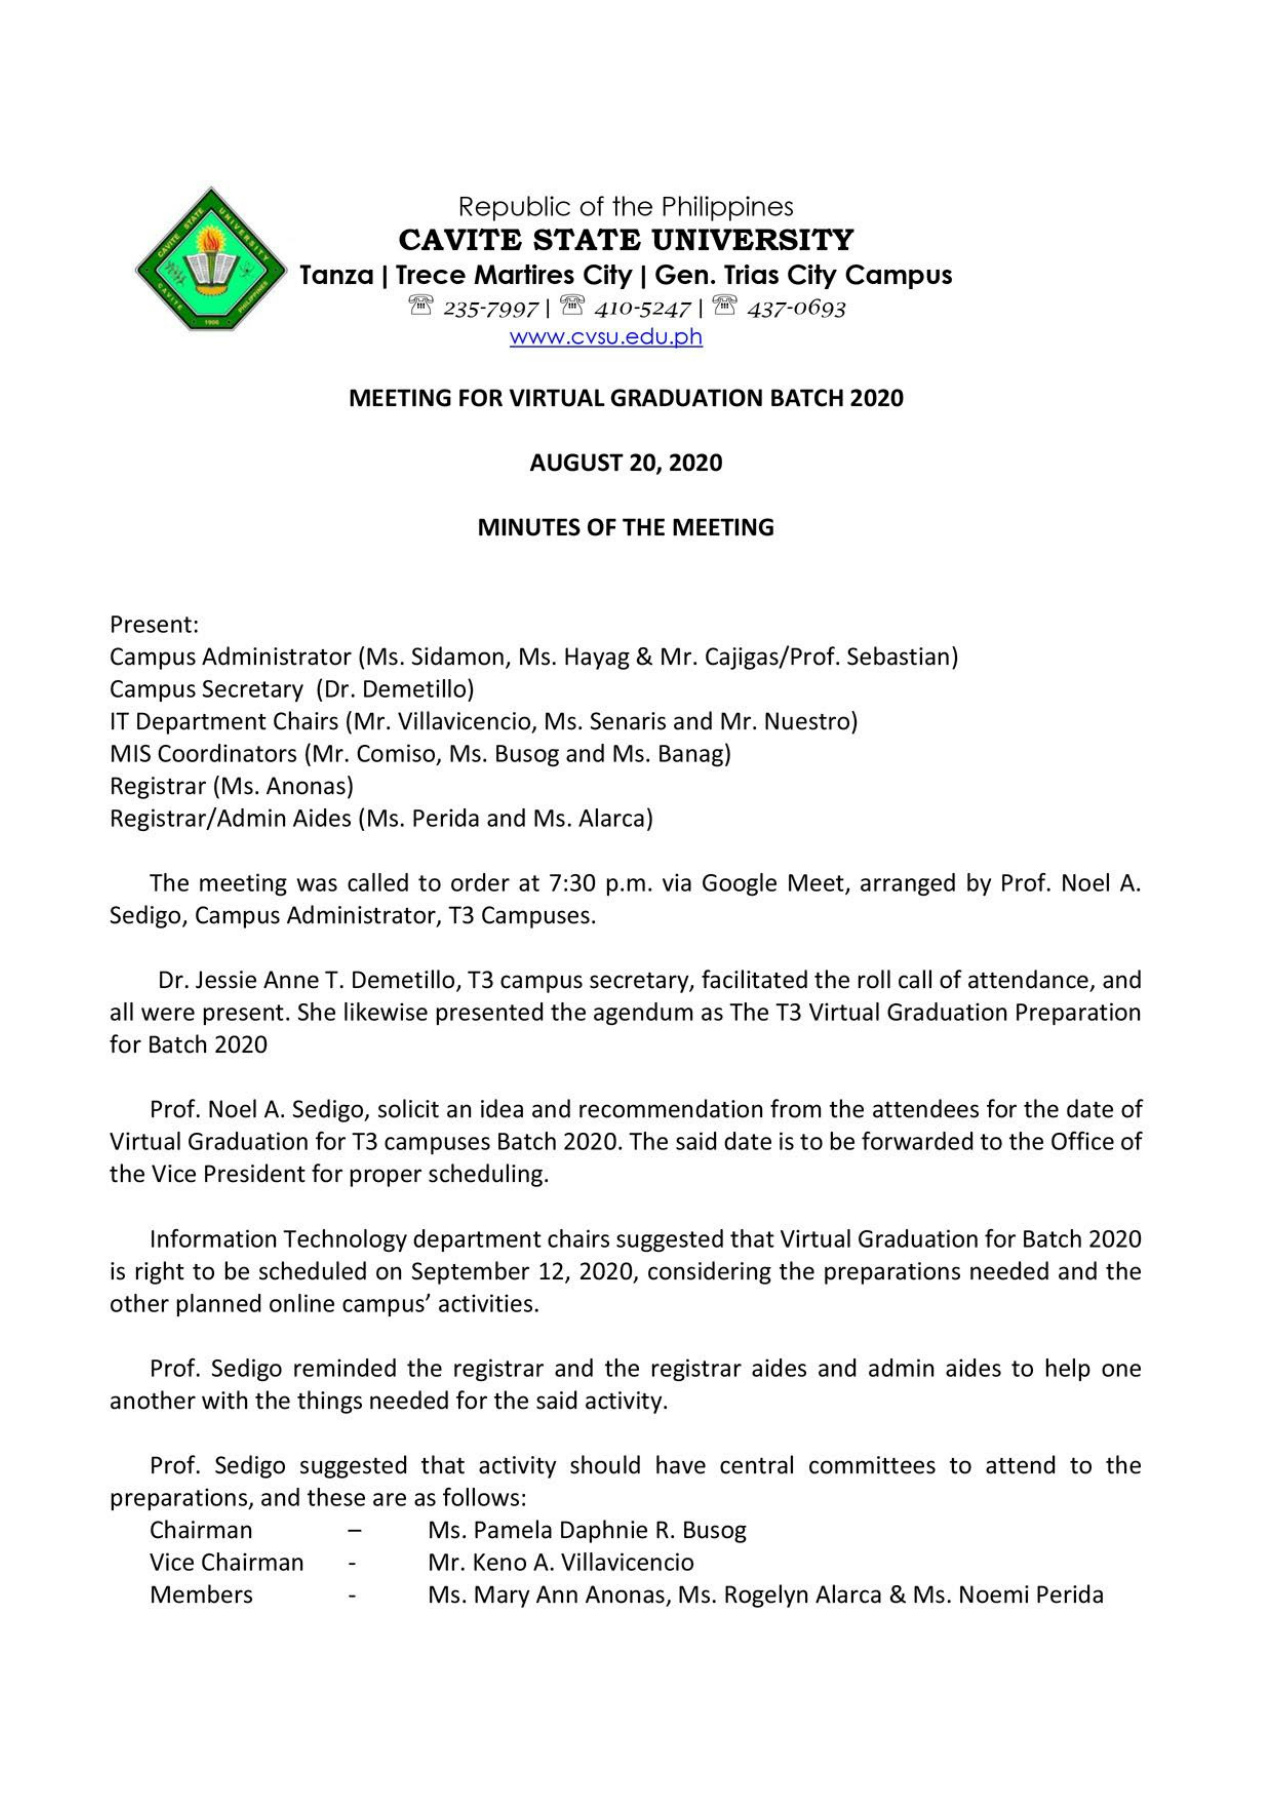 CAVITE STATE UNIVERSITY
CAVITE PHILIPPINES
1906
Republic of the Philippines
CAVITE STATE UNIVERSITY
Tanza | Trece Martires City | Gen. Trias City Campus
☏ 235-7997 | ☏ 410-5247 | ☏ 437-0693
www.cvsu.edu.ph
MEETING FOR VIRTUAL GRADUATION BATCH 2020
AUGUST 20, 2020
MINUTES OF THE MEETING
Present:
Campus Administrator (Ms. Sidamon, Ms. Hayag & Mr. Cajigas/Prof. Sebastian)
Campus Secretary (Dr. Demetillo)
IT Department Chairs (Mr. Villavicencio, Ms. Senaris and Mr. Nuestro)
MIS Coordinators (Mr. Comiso, Ms. Busog and Ms. Banag)
Registrar (Ms. Anonas)
Registrar/Admin Aides (Ms. Perida and Ms. Alarca)
The meeting was called to order at 7:30 p.m. via Google Meet, arranged by Prof. Noel A.
Sedigo, Campus Administrator, T3 Campuses.
Dr. Jessie Anne T. Demetillo, T3 campus secretary, facilitated the roll call of attendance, and
all were present. She likewise presented the agendum as The T3 Virtual Graduation Preparation
for Batch 2020
Prof. Noel A. Sedigo, solicit an idea and recommendation from the attendees for the date of
Virtual Graduation for T3 campuses Batch 2020. The said date is to be forwarded to the Office of
the Vice President for proper scheduling.
Information Technology department chairs suggested that Virtual Graduation for Batch 2020
is right to be scheduled on September 12, 2020, considering the preparations needed and the
other planned online campus’ activities.
Prof. Sedigo reminded the registrar and the registrar aides and admin aides to help one
another with the things needed for the said activity.
Prof. Sedigo suggested that activity should have central committees to attend to the
preparations, and these are as follows:
Chairman – Ms. Pamela Daphnie R. Busog
Vice Chairman - Mr. Keno A. Villavicencio
Members - Ms. Mary Ann Anonas, Ms. Rogelyn Alarca & Ms. Noemi Perida